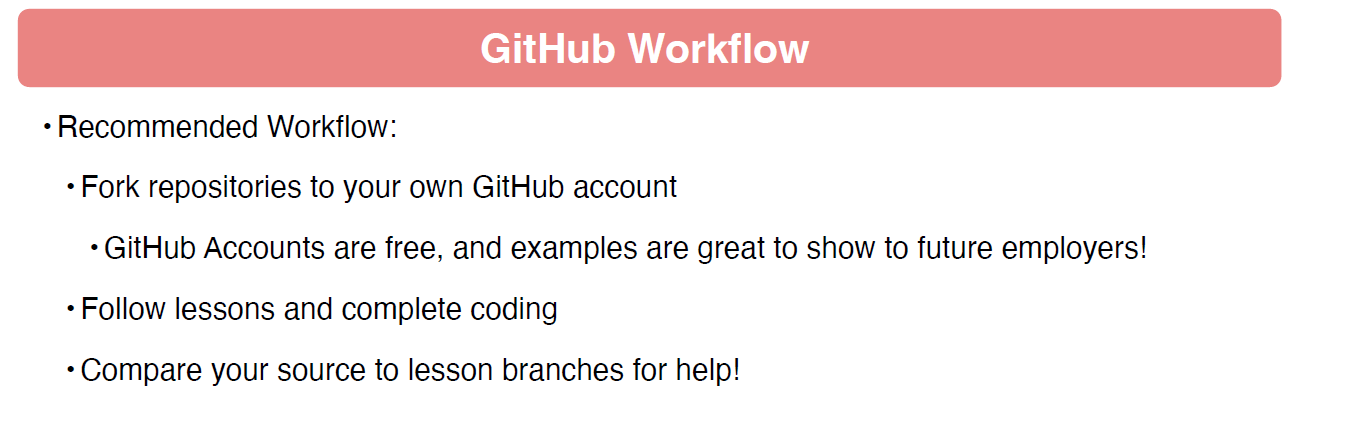 GitHub Workflow
• Recommended Workflow:
• Fork repositories to your own GitHub account
• GitHub Accounts are free, and examples are great to show to future employers!
• Follow lessons and complete coding
• Compare your source to lesson branches for help!